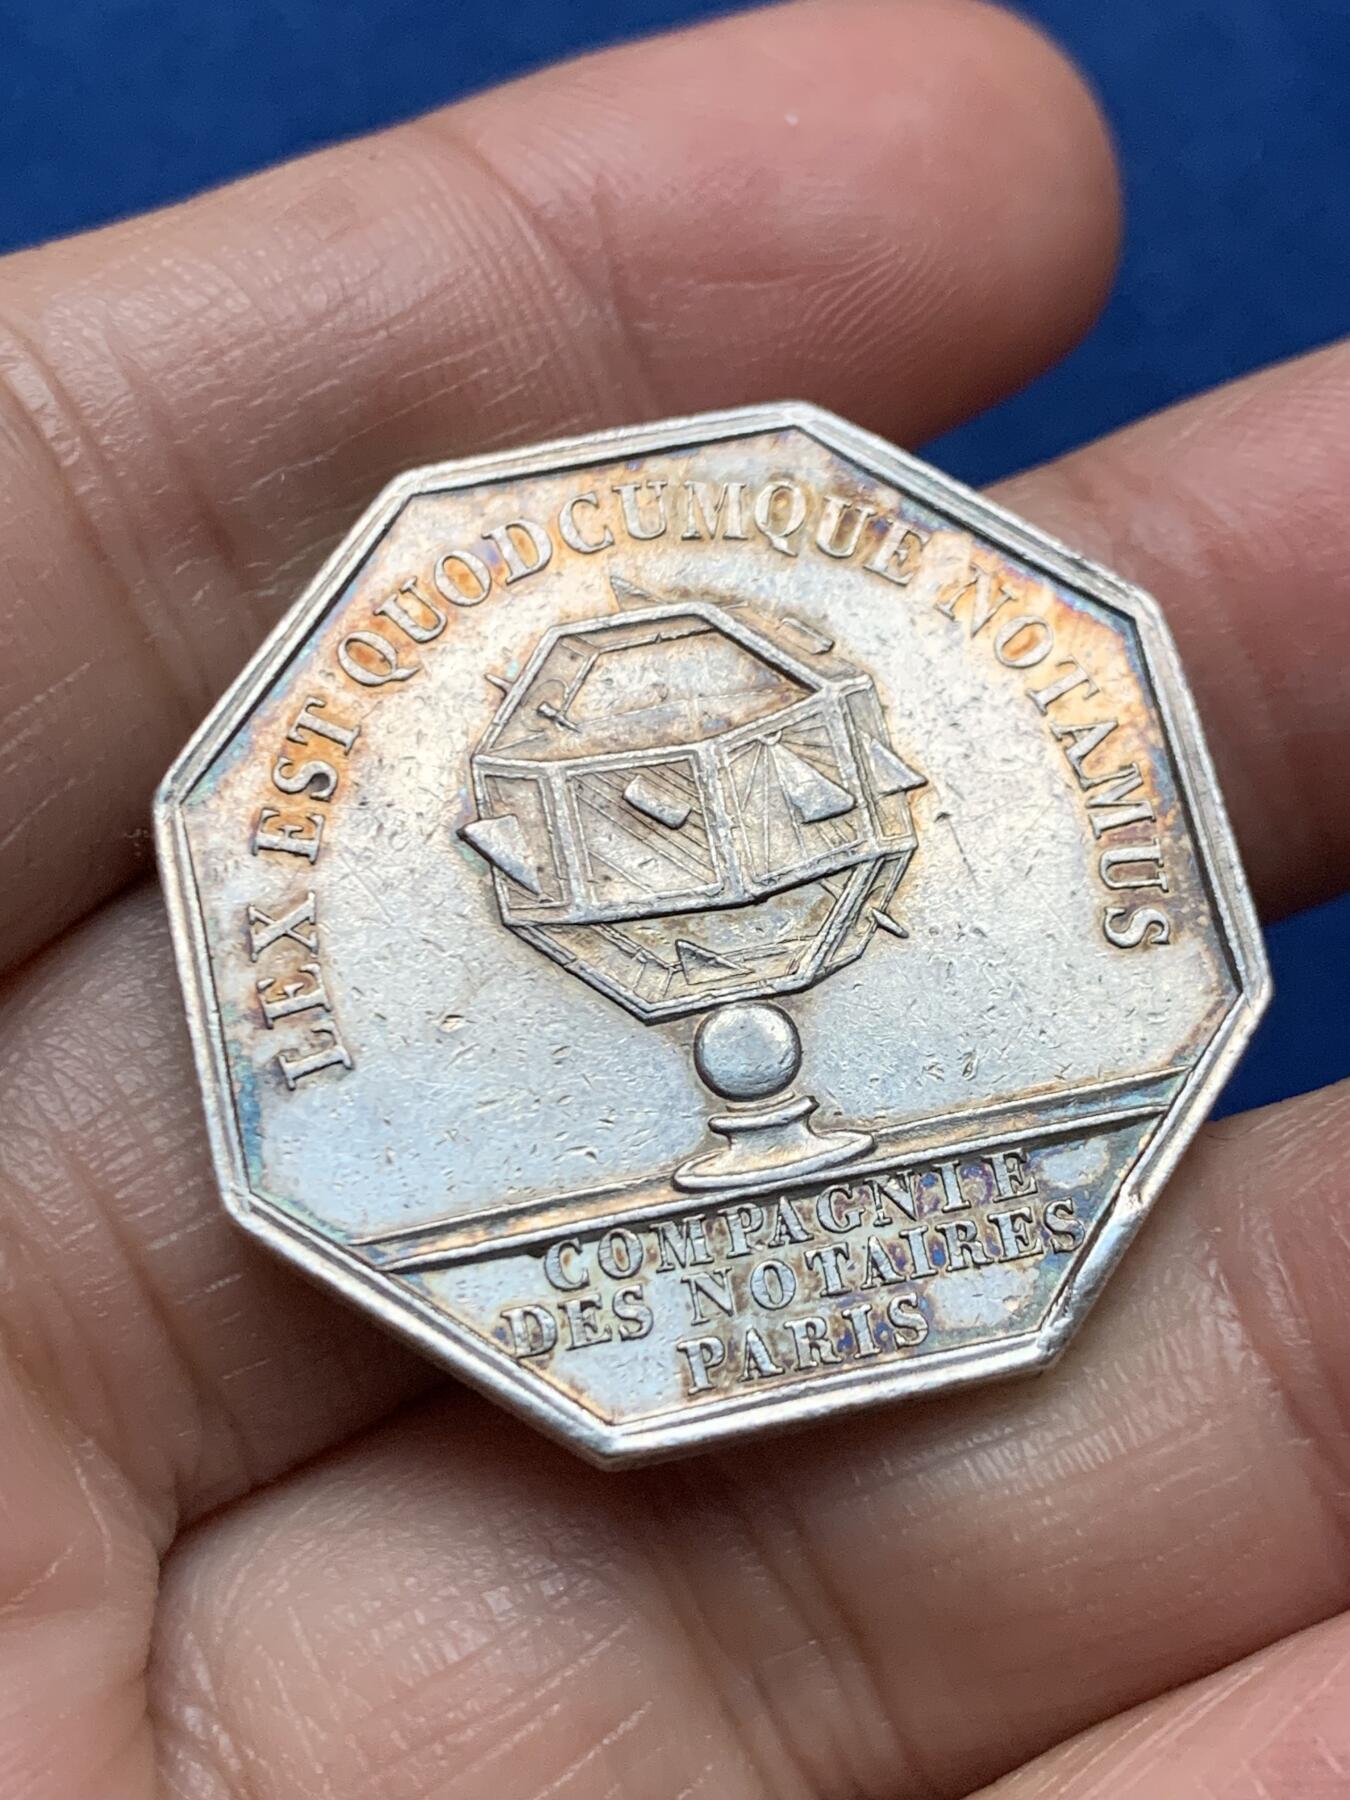 LEX EST QUODCUMQUE NOTAMUS
COMPAGNIE
DES NOTAIRES
PARIS